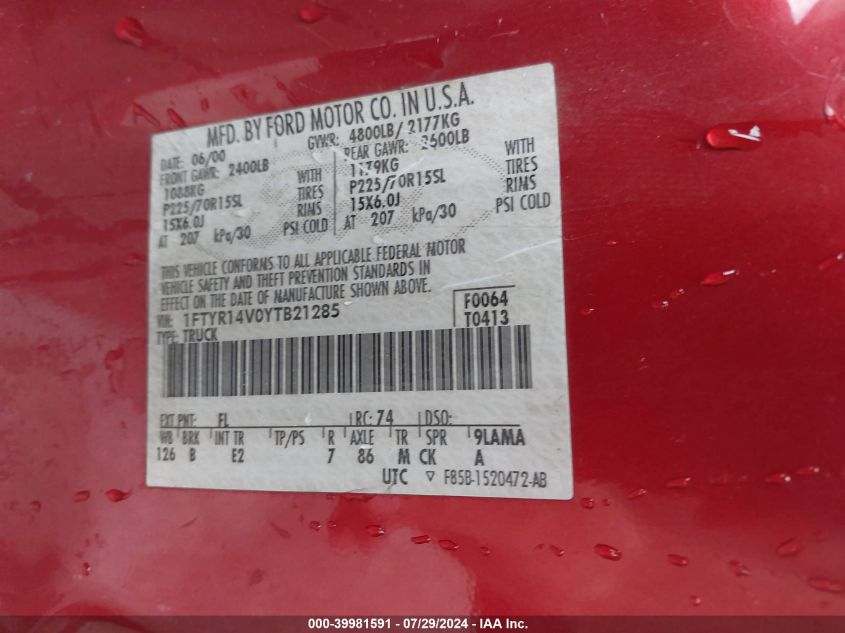 MFD. BY FORD MOTOR CO. IN U.S.A.
DATE: 06/00 GVWR: 4800LB/ 2177KG
FRONT GAWR: 2400LB REAR GAWR: 2600LB
1088KG WITH 1179KG WITH
P225/70R15SL TIRES P225/70R15SL TIRES
15X6.0J RIMS 15X6.0J RIMS
AT 207 kPa/30 PSI COLD AT 207 kPa/30 PSI COLD
THIS VEHICLE CONFORMS TO ALL APPLICABLE FEDERAL MOTOR
VEHICLE SAFETY AND THEFT PREVENTION STANDARDS IN
EFFECT ON THE DATE OF MANUFACTURE SHOWN ABOVE.
VIN: 1FTYR14V0YTB21285 F0064
TYPE: TRUCK T0413
EXT PNT: FL RC: 74 DSO:
WB BRK INT TR TP/PS R AXLE TR SPR 9LAMA
126 B E2 7 86 M CK A
UTC ▽ F85B-1520472-AB
000-39981591 - 07/29/2024 - IAA Inc.